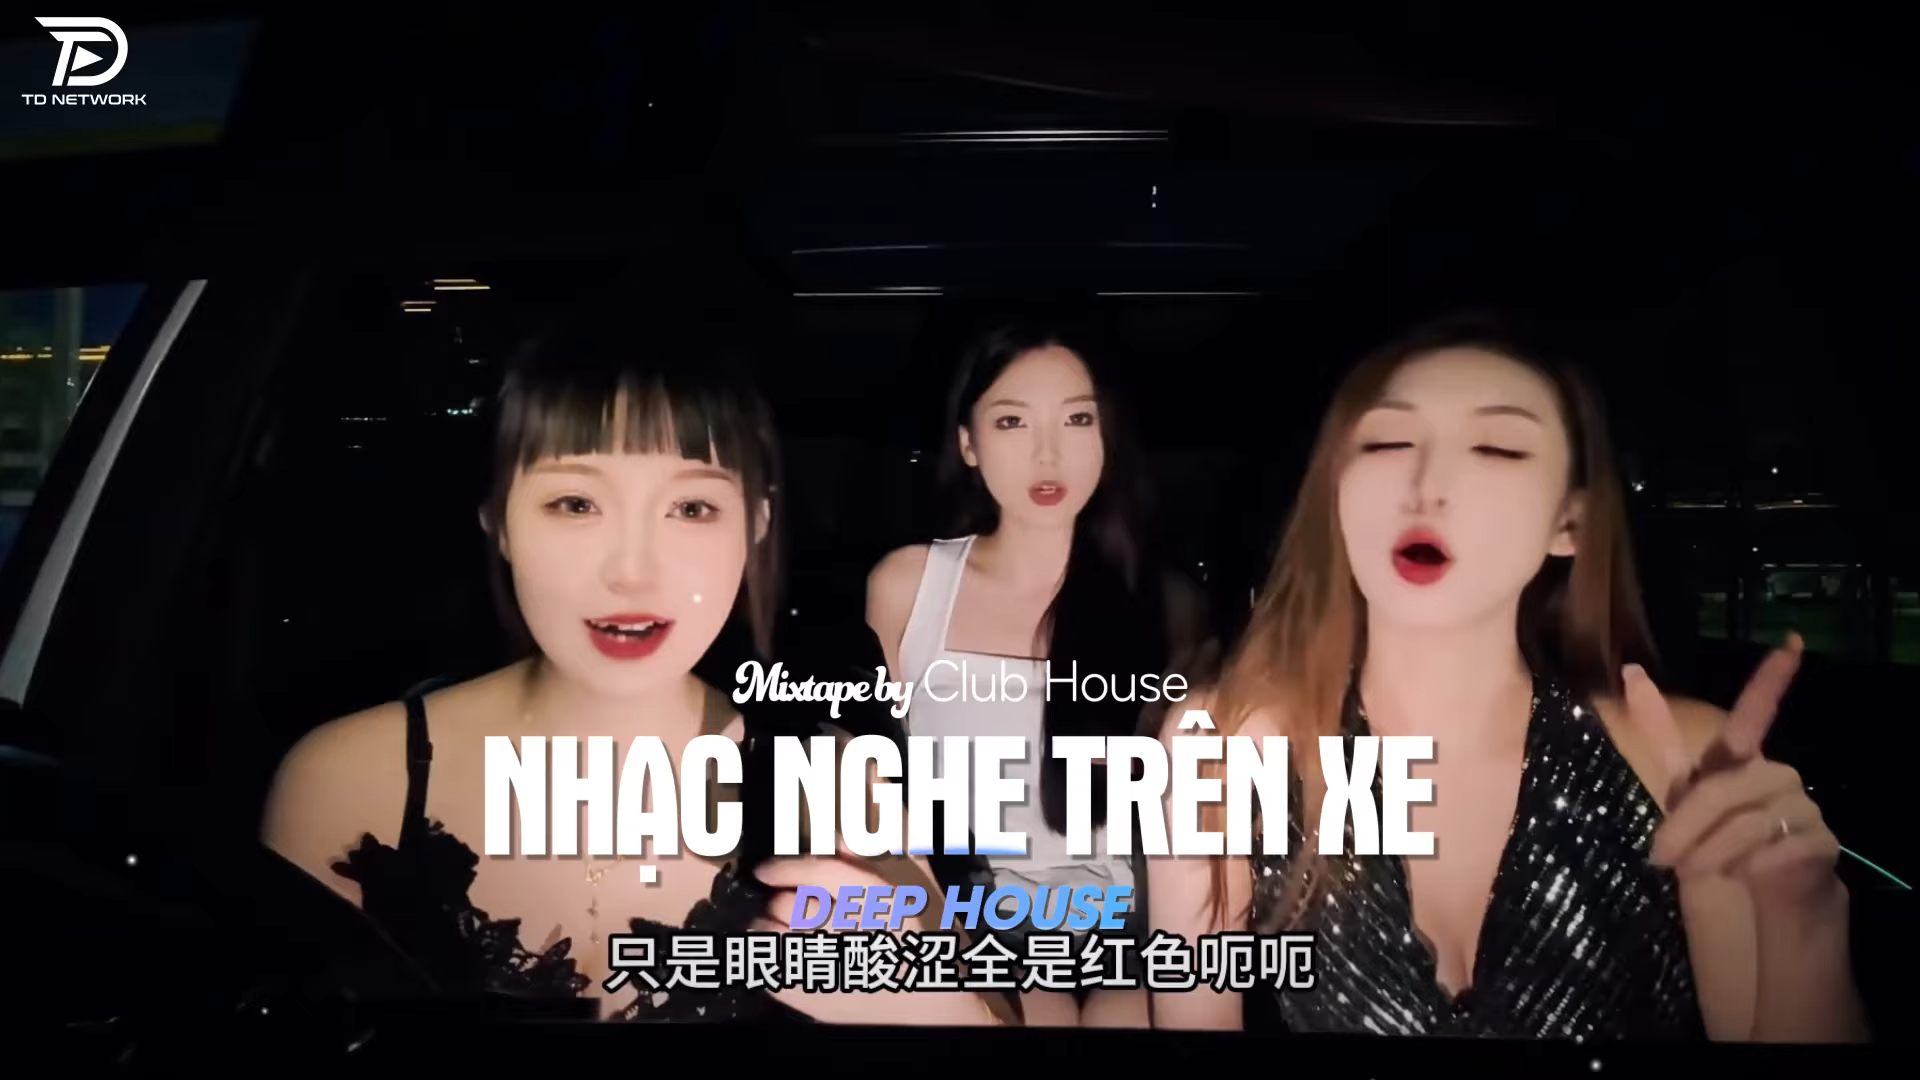 TD NETWORK
Mixtape by Club House
NHẠC NGHE TRÊN XE
DEEP HOUSE
只是眼睛酸涩全是红色呃呃